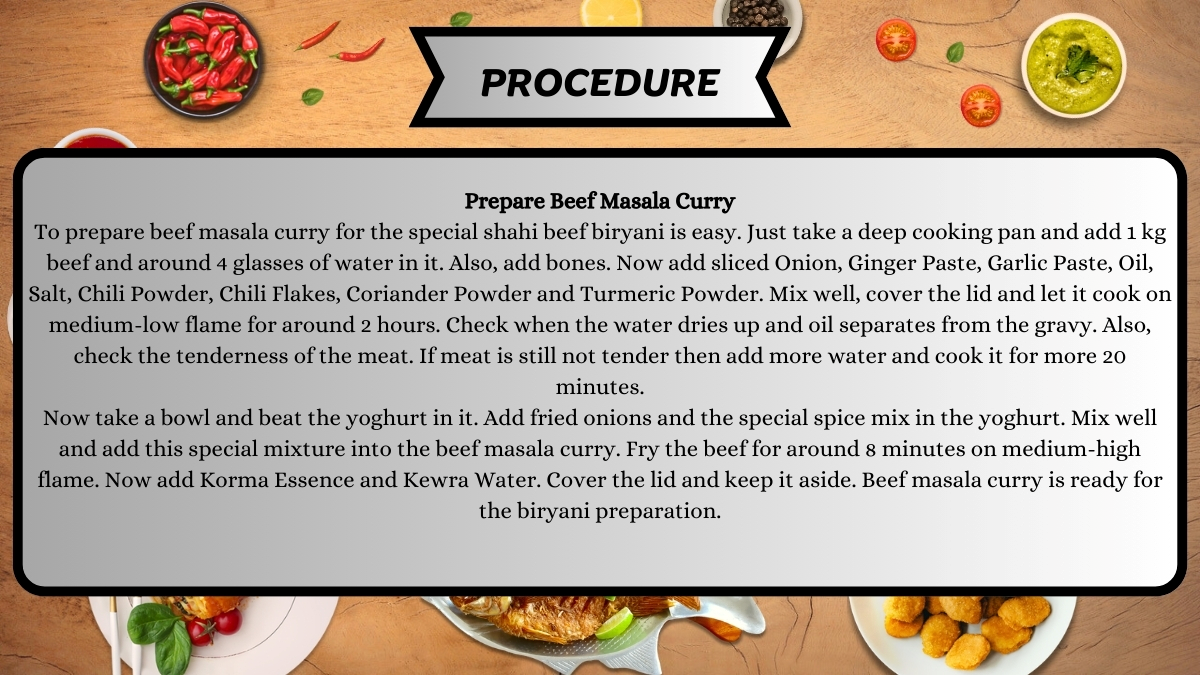 PROCEDURE
Prepare Beef Masala Curry
To prepare beef masala curry for the special shahi beef biryani is easy. Just take a deep cooking pan and add 1 kg
beef and around 4 glasses of water in it. Also, add bones. Now add sliced Onion, Ginger Paste, Garlic Paste, Oil,
Salt, Chili Powder, Chili Flakes, Coriander Powder and Turmeric Powder. Mix well, cover the lid and let it cook on
medium-low flame for around 2 hours. Check when the water dries up and oil separates from the gravy. Also,
check the tenderness of the meat. If meat is still not tender then add more water and cook it for more 20
minutes.
Now take a bowl and beat the yoghurt in it. Add fried onions and the special spice mix in the yoghurt. Mix well
and add this special mixture into the beef masala curry. Fry the beef for around 8 minutes on medium-high
flame. Now add Korma Essence and Kewra Water. Cover the lid and keep it aside. Beef masala curry is ready for
the biryani preparation.